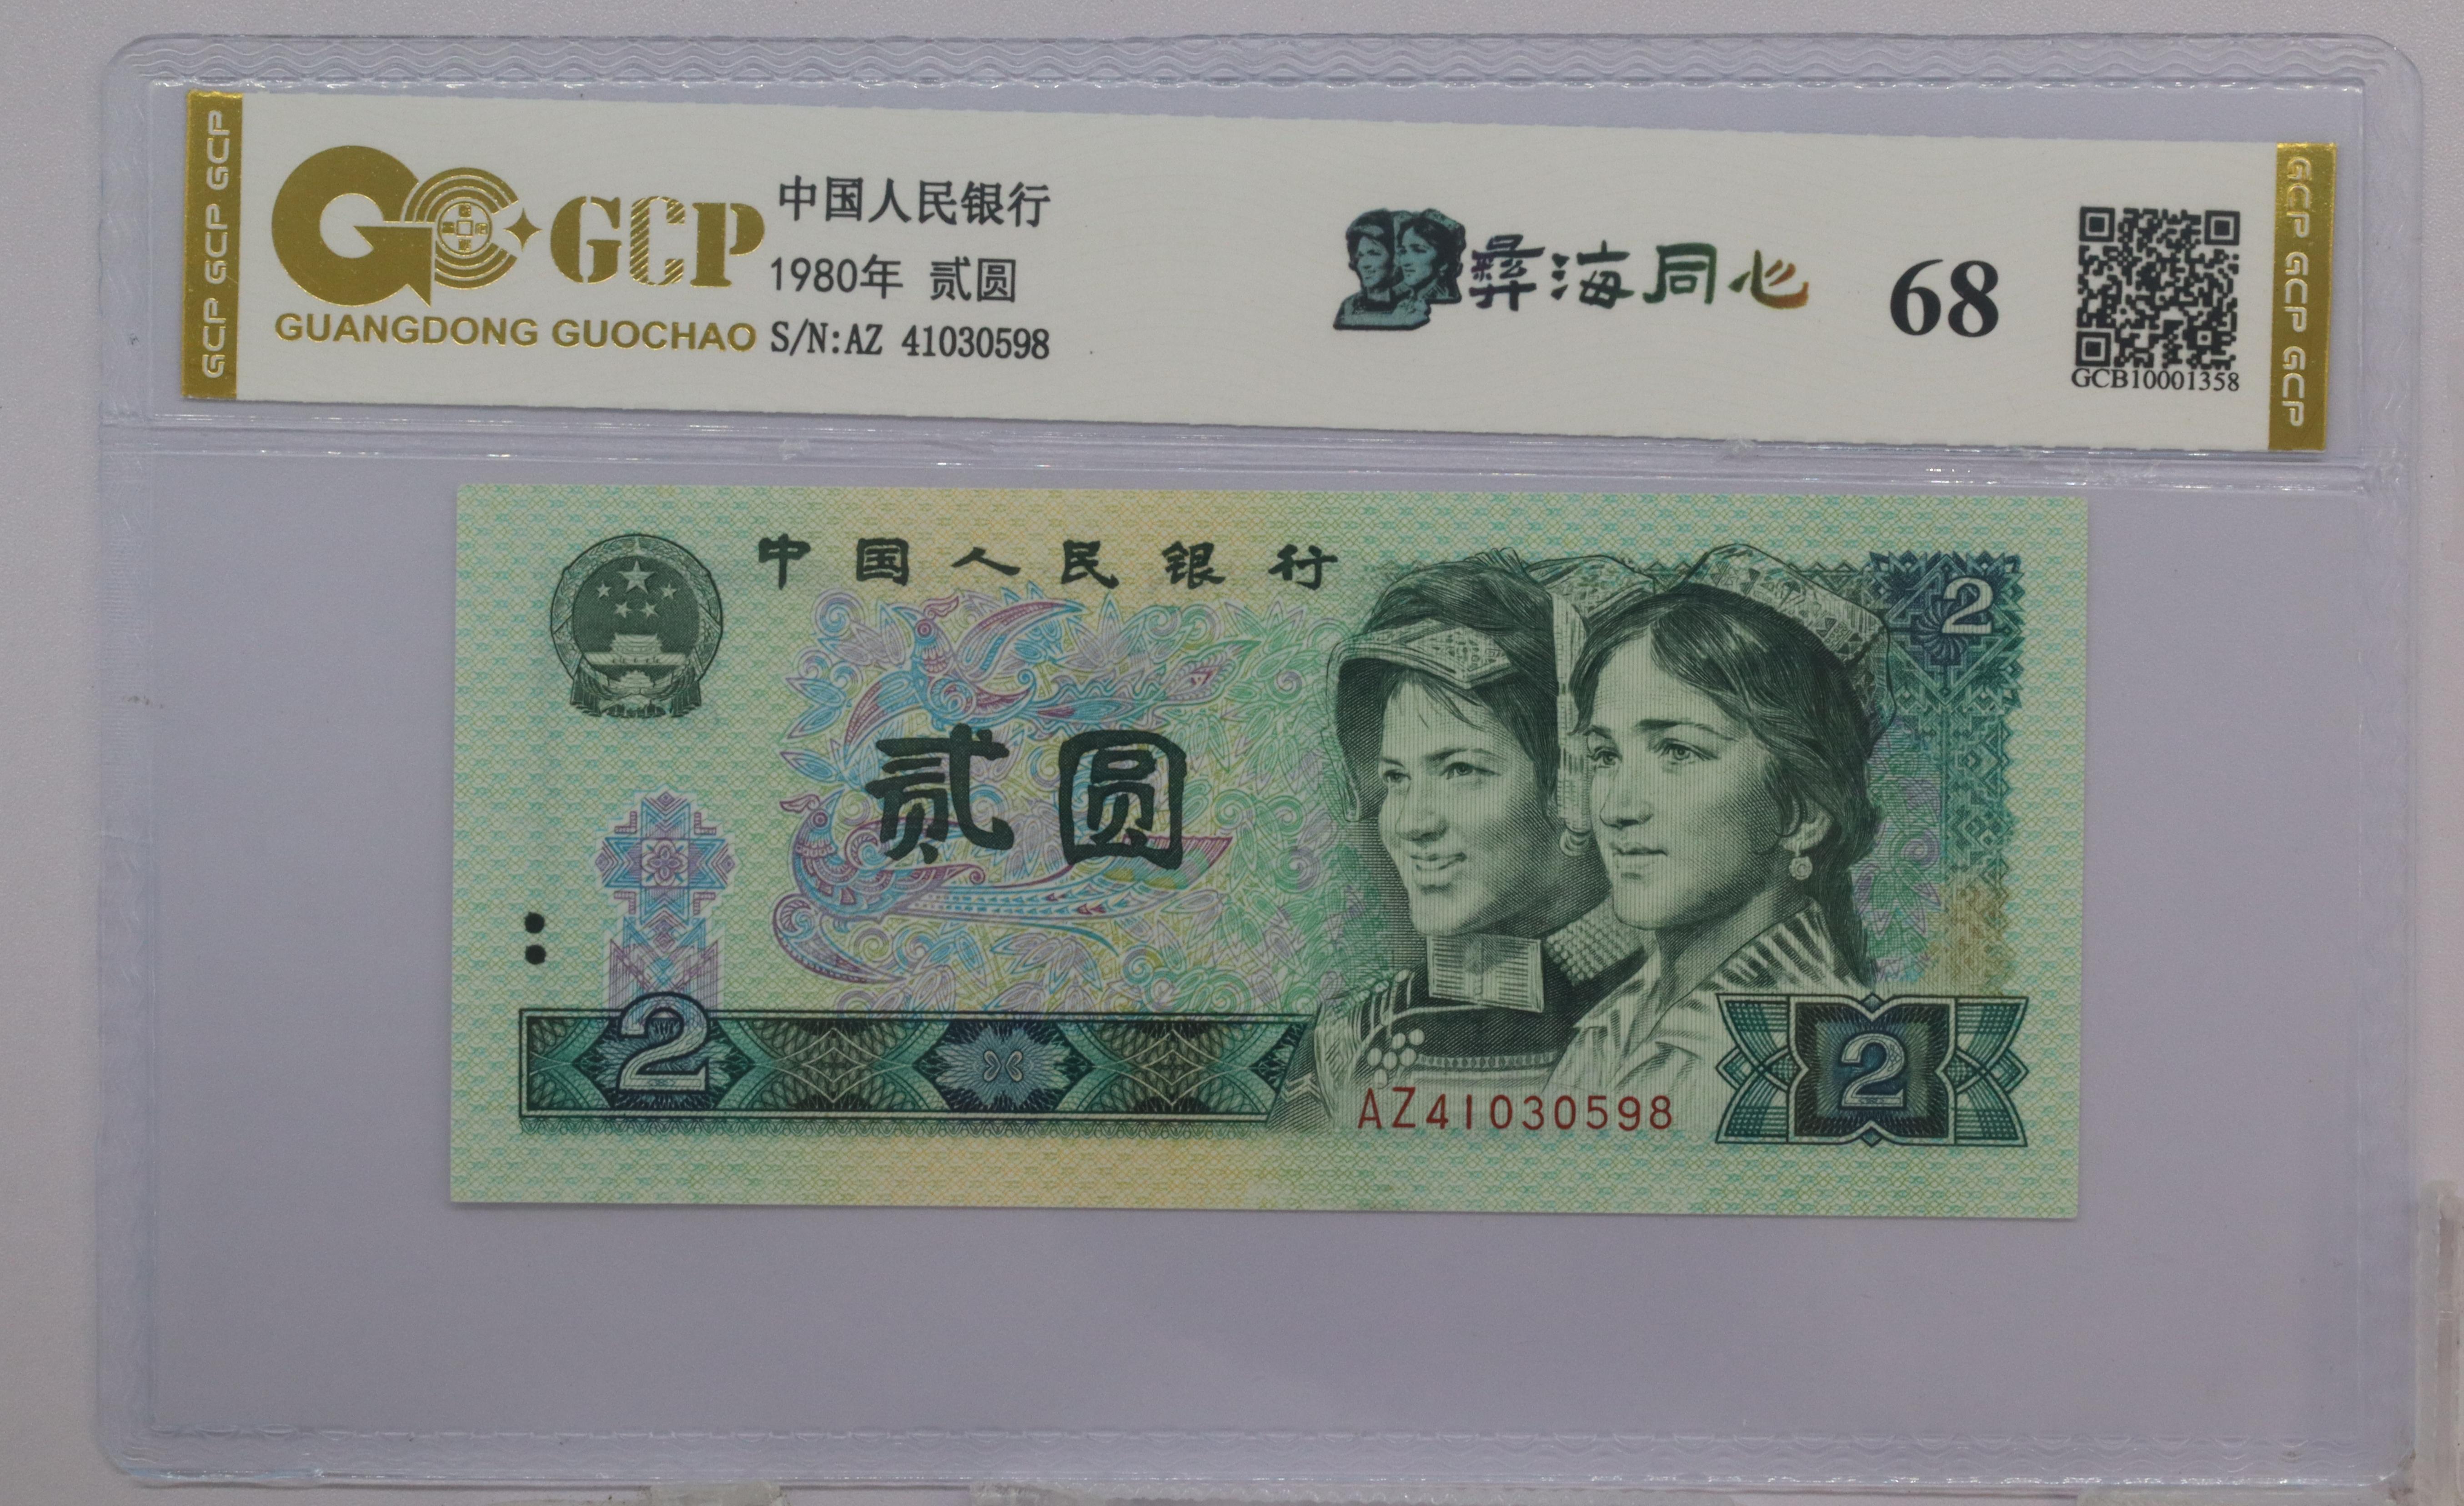 GCP GCP GCP
GCP
GUANGDONG GUOCHAO
中国人民银行
1980年 贰圆
S/N:AZ 41030598
彝海同心
68
GCB10001358
GCP GCP GCP
中国人民银行
2
贰圆
2
AZ41030598
2